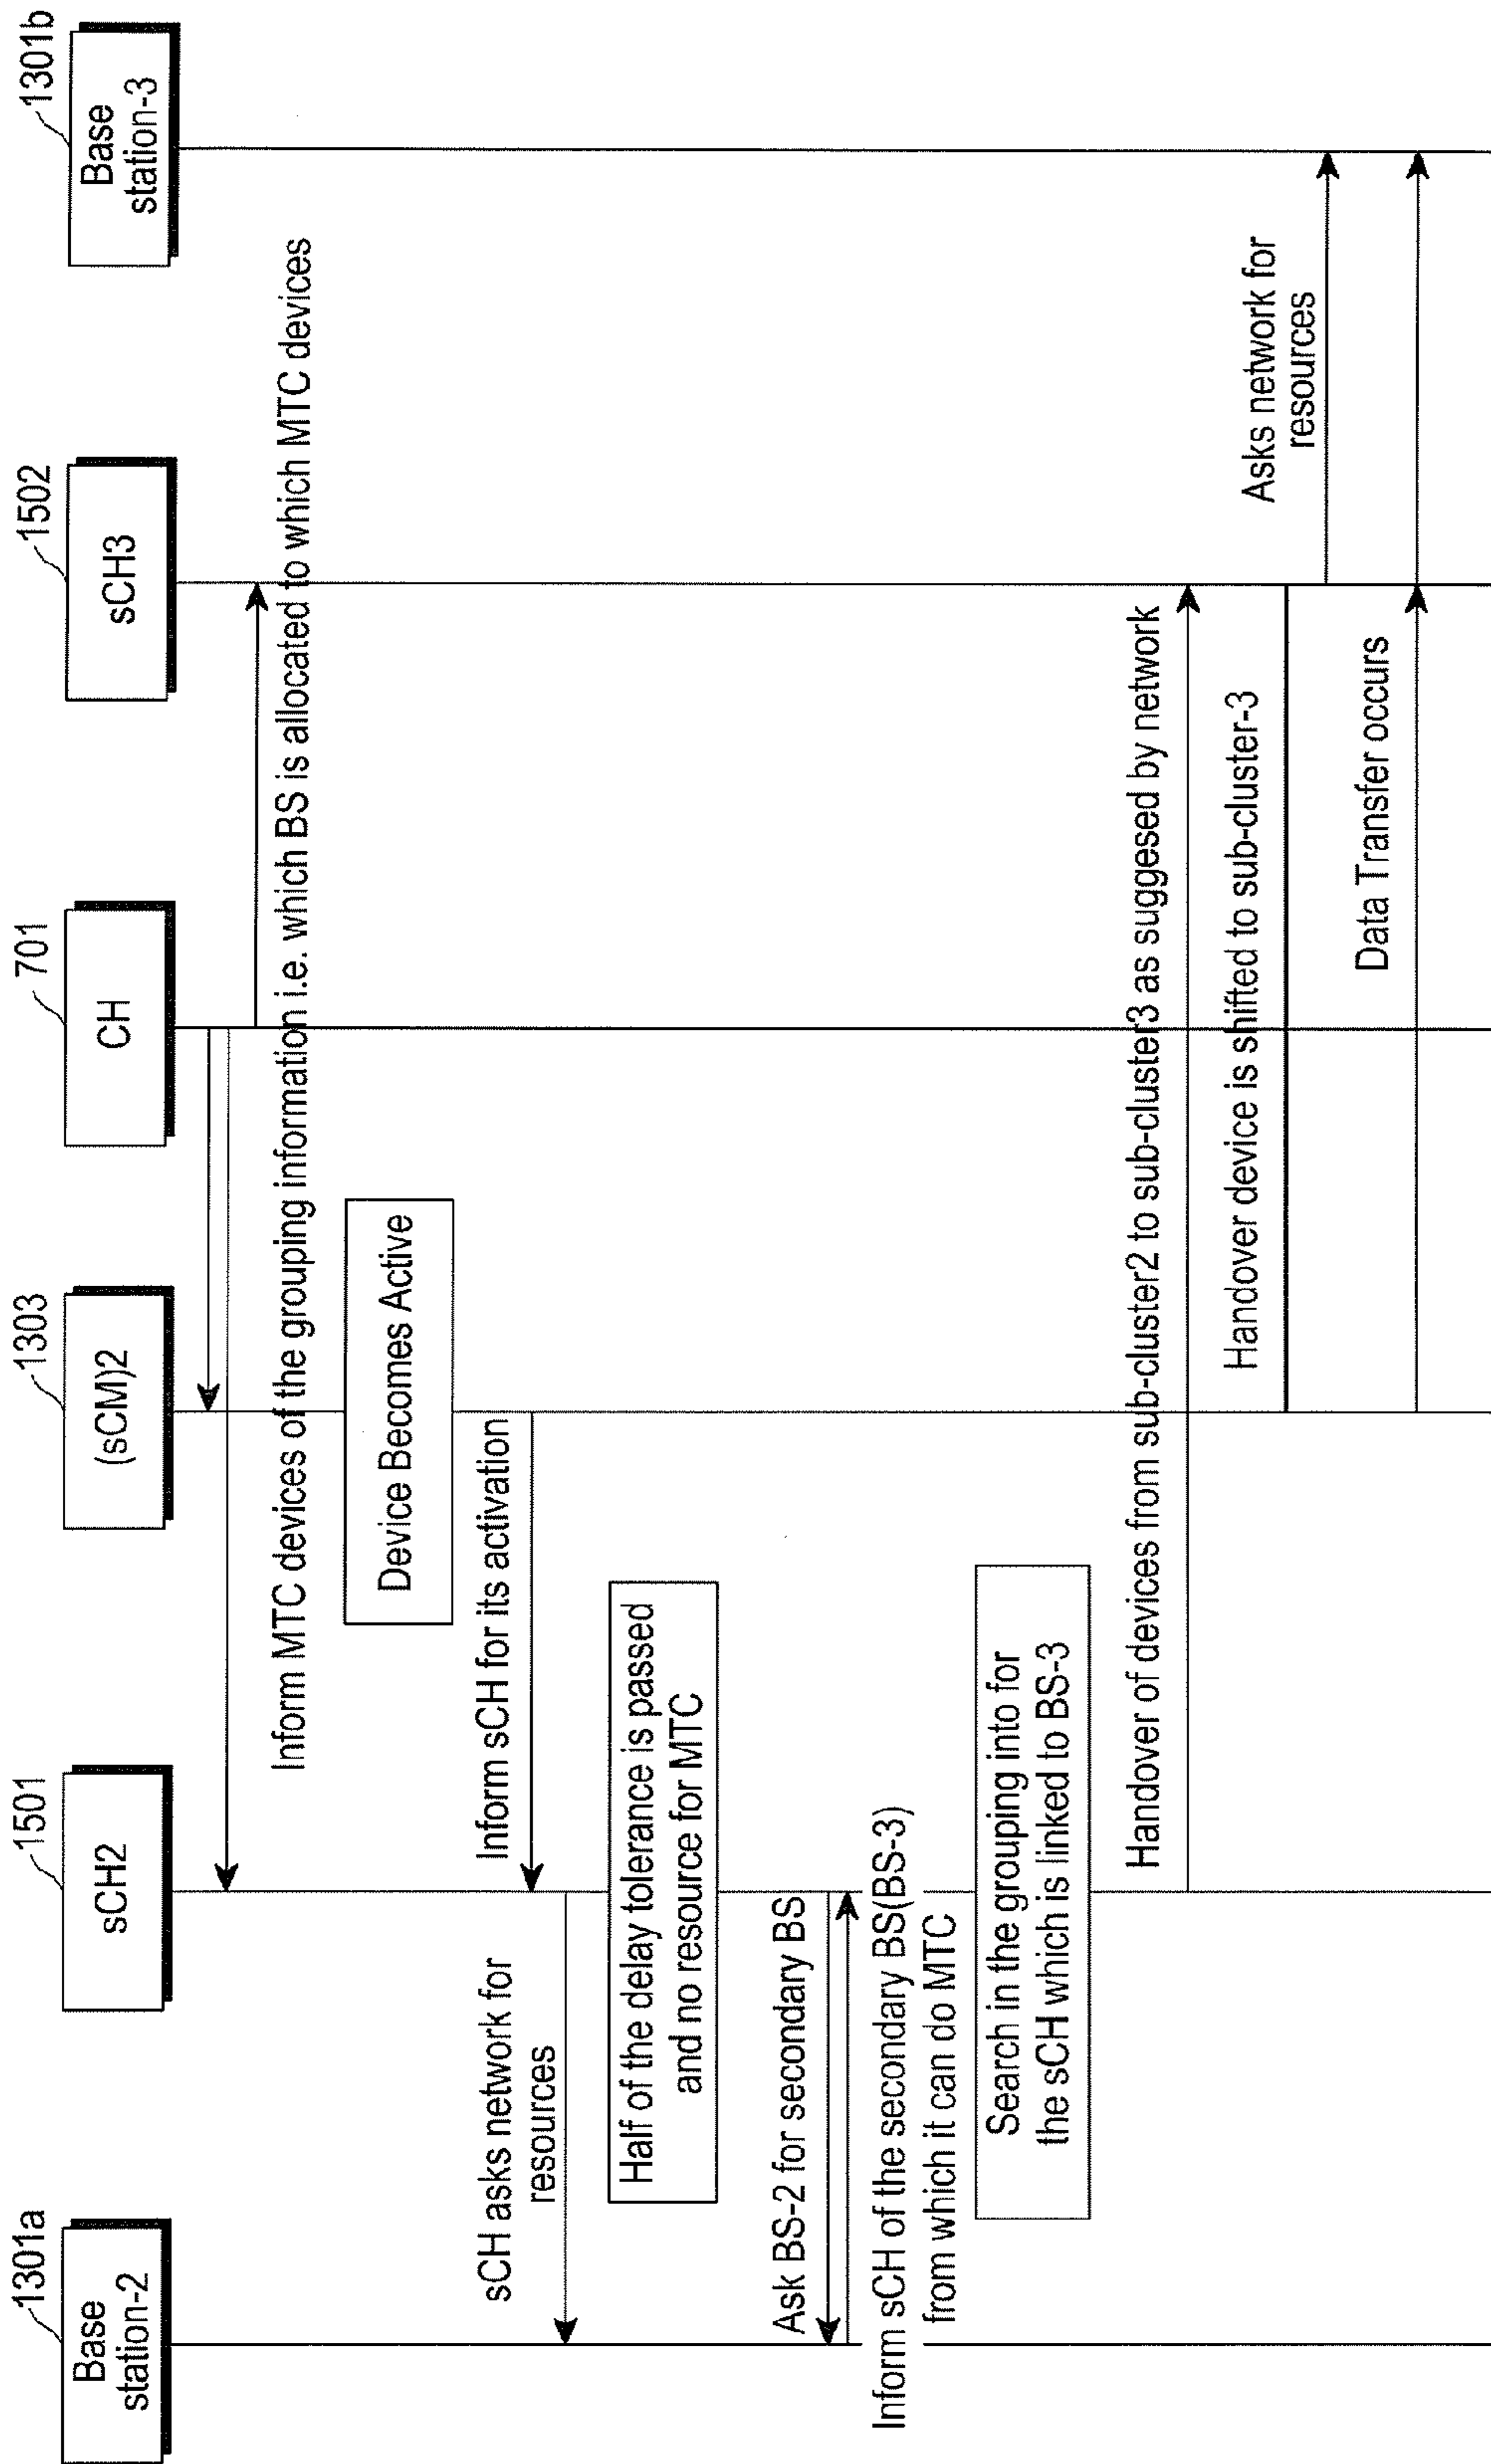 1301a
Base
station-2
1501
sCH2
1303
(sCM)2
701
CH
1502
sCH3
1301b
Base
station-3
Inform MTC devices of the grouping information i.e. which BS is allocated to which MTC devices
Device Becomes Active
Inform sCH for its activation
sCH asks network for
resources
Half of the delay tolerance is passed
and no resource for MTC
Ask BS-2 for secondary BS
Inform sCH of the secondary BS(BS-3)
from which it can do MTC
Search in the grouping into for
the sCH which is linked to BS-3
Handover of devices from sub-cluster2 to sub-cluster3 as suggesed by network
Handover device is shifted to sub-cluster-3
Asks network for
resources
Data Transfer occurs